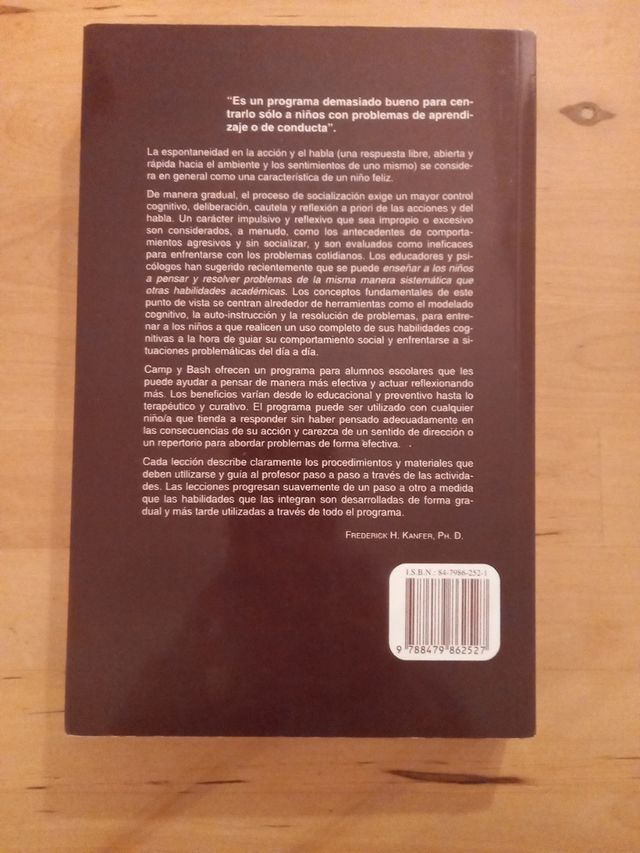 "Es un programa demasiado bueno para cen-
trarlo sólo a niños con problemas de aprendi-
zaje o de conducta".
La espontaneidad en la acción y el habla (una respuesta libre, abierta y
rápida hacia el ambiente y los sentimientos de uno mismo) se conside-
ra en general como una característica de un niño feliz.
De manera gradual, el proceso de socialización exige un mayor control
cognitivo, deliberación, cautela y reflexión a priori de las acciones y del
habla. Un carácter impulsivo y reflexivo que sea impropio o excesivo
son considerados, a menudo, como los antecedentes de comporta-
mientos agresivos y sin socializar, y son evaluados como ineficaces
para enfrentarse con los problemas cotidianos. Los educadores y psi-
cólogos han sugerido recientemente que se puede enseñar a los niños
a pensar y resolver problemas de la misma manera sistemática que
otras habilidades académicas. Los conceptos fundamentales de este
punto de vista se centran alrededor de herramientas como el modelado
cognitivo, la auto-instrucción y la resolución de problemas, para entre-
nar a los niños a que realicen un uso completo de sus habilidades cog-
nitivas a la hora de guiar su comportamiento social y enfrentarse a si-
tuaciones problemáticas del día a día.
Camp y Bash ofrecen un programa para alumnos escolares que les
puede ayudar a pensar de manera más efectiva y actuar reflexionando
más. Los beneficios varían desde lo educacional y preventivo hasta lo
terapéutico y curativo. El programa puede ser utilizado con cualquier
niño/a que tienda a responder sin haber pensado adecuadamente en
las consecuencias de su acción y carezca de un sentido de dirección o
un repertorio para abordar problemas de forma efectiva. .
Cada lección describe claramente los procedimientos y materiales que
deben utilizarse y guía al profesor paso a paso a través de las activida-
des. Las lecciones progresan suavemente de un paso a otro a medida
que las habilidades que las integran son desarrolladas de forma gra-
dual y más tarde utilizadas a través de todo el programa.
FREDERICK H. KANFER, PH. D.
I.S.B.N.: 84-7986-252-1
9 788479 862527